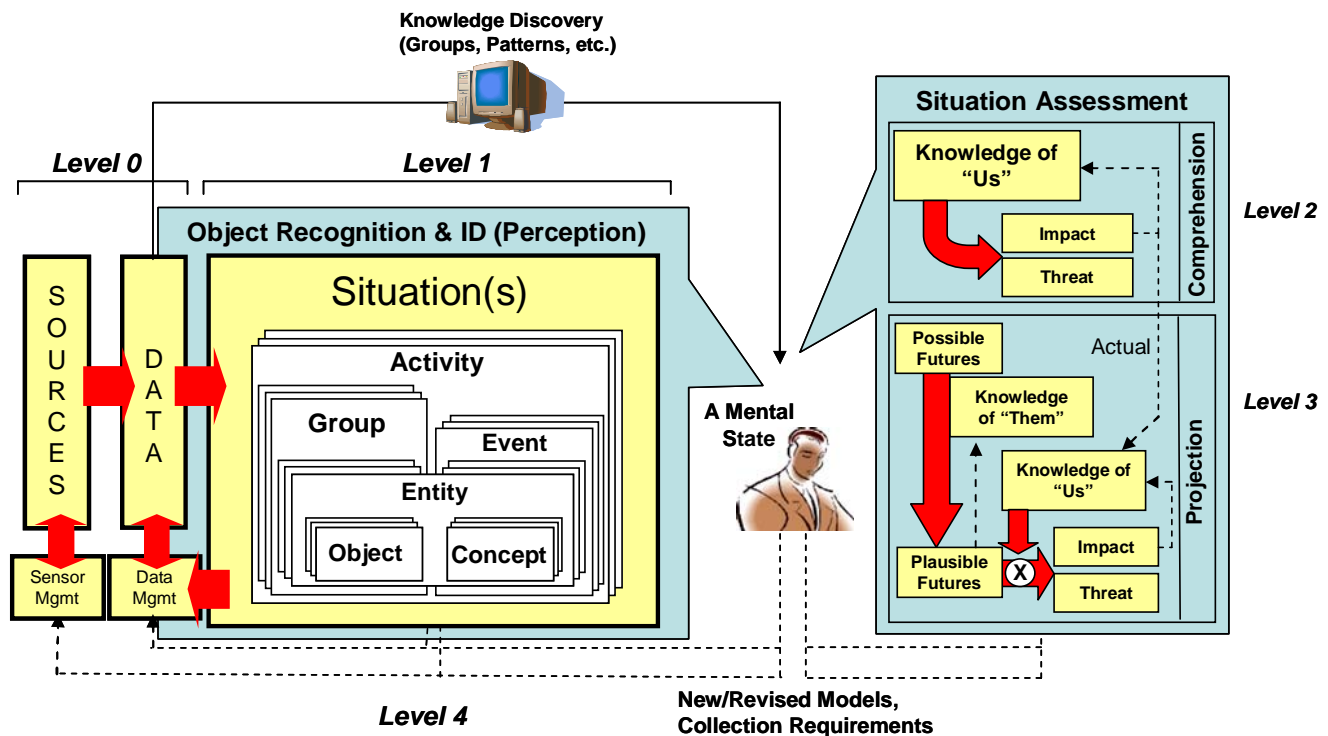 Knowledge Discovery
(Groups, Patterns, etc.)
Level 0
Level 1
SOURCES
DATA
Sensor
Mgmt
Data
Mgmt
Object Recognition & ID (Perception)
Situation(s)
Activity
Group
Event
Entity
Object
Concept
A Mental
State
Situation Assessment
Knowledge of
“Us”
Impact
Threat
Comprehension
Level 2
Possible
Futures
Actual
Knowledge
of “Them”
Knowledge of
“Us”
Plausible
Futures
X
Impact
Threat
Projection
Level 3
Level 4
New/Revised Models,
Collection Requirements